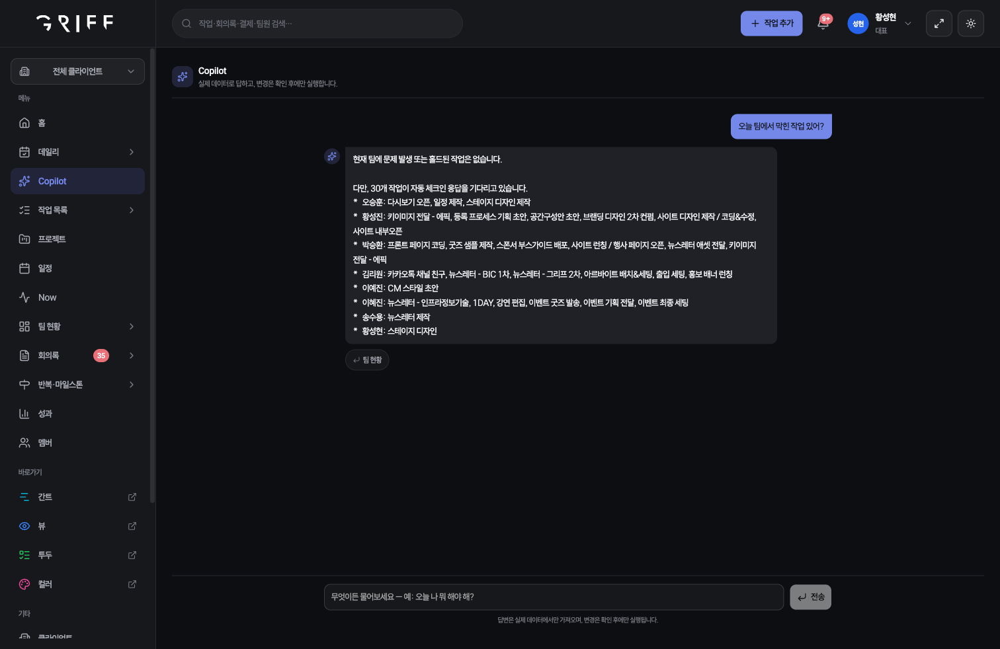 GRIFF
작업·회의록·결제·팀원 검색…
작업 추가
9+
성현
황성현
대표
전체 클라이언트
메뉴
홈
데일리
Copilot
작업 목록
프로젝트
일정
Now
팀 현황
회의록
35
반복·마일스톤
성과
멤버
바로가기
간트
뷰
투두
컬러
기타
클라이언트
Copilot
실제 데이터로 답하고, 변경은 확인 후에만 실행합니다.
오늘 팀에서 막힌 작업 있어?
현재 팀에 문제 발생 또는 홀드된 작업은 없습니다.
다만, 30개 작업이 자동 체크인 응답을 기다리고 있습니다.
* 오승훈: 다시보기 오픈, 일정 제작, 스테이지 디자인 제작
* 황성진: 키이미지 전달 - 에픽, 등록 프로세스 기획 초안, 공간구성안 초안, 브랜딩 디자인 2차 컨펌, 사이트 디자인 제작 / 코딩&수정,
사이트 내부오픈
* 박승환: 프론트 페이지 코딩, 굿즈 샘플 제작, 스폰서 부스가이드 배포, 사이트 런칭 / 행사 페이지 오픈, 뉴스레터 애셋 전달, 키이미지
전달 - 에픽
* 김리원: 카카오톡 채널 친구, 뉴스레터 - BIC 1차, 뉴스레터 - 그리프 2차, 아르바이트 배치&세팅, 출입 세팅, 홍보 배너 런칭
* 이예진: CM 스타일 초안
* 이혜진: 뉴스레터 - 인프라정보기술, 1DAY, 강연 편집, 이벤트 굿즈 발송, 이벤트 기획 전달, 이벤트 최종 세팅
* 송수용: 뉴스레터 제작
* 황성현: 스테이지 디자인
팀 현황
무엇이든 물어보세요 — 예: 오늘 나 뭐 해야 해?
전송
답변은 실제 데이터에서만 가져오며, 변경은 확인 후에만 실행됩니다.